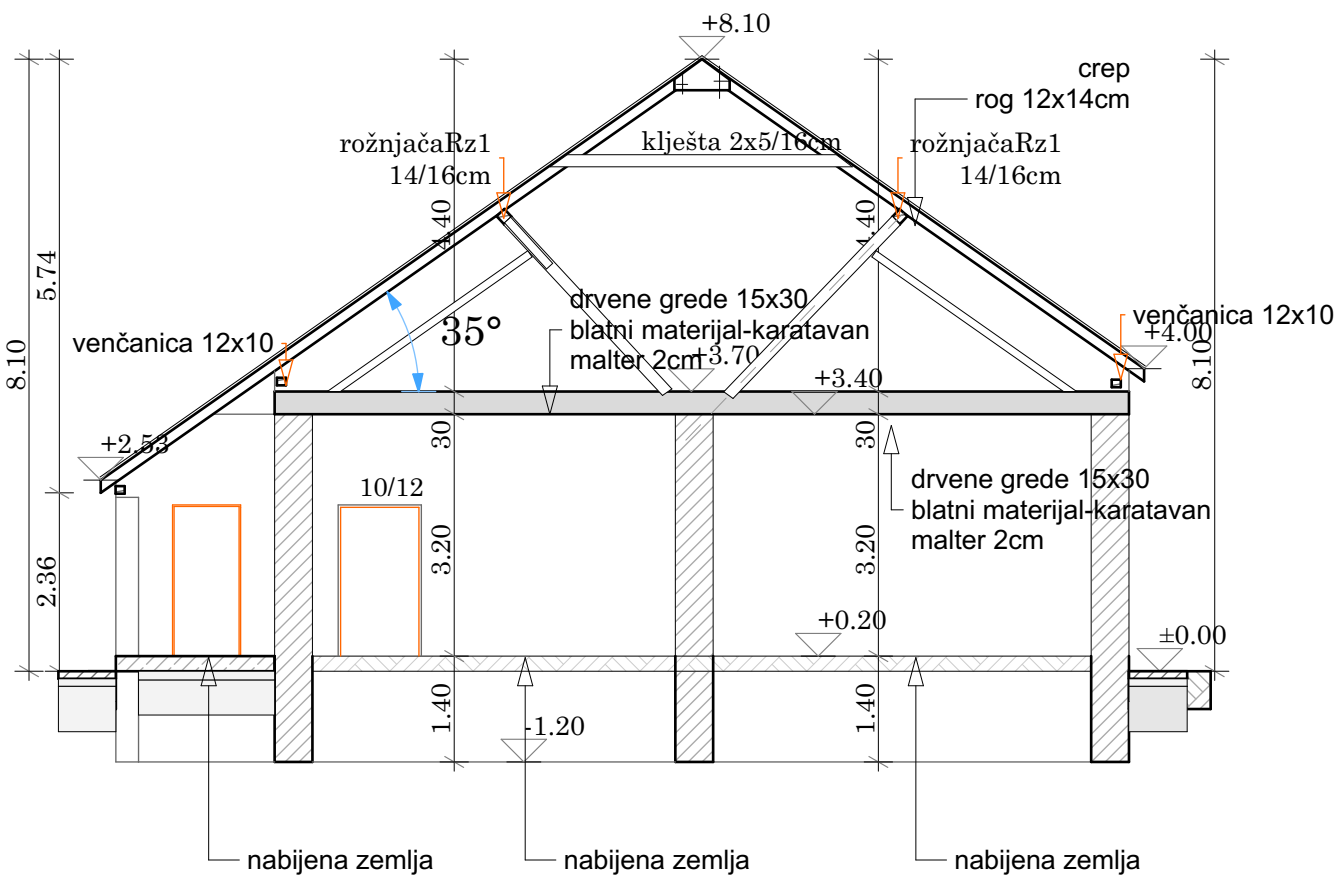 +8.10
crep
rog 12x14cm
rožnjačaRz1
14/16cm
klješta 2x5/16cm
rožnjačaRz1
14/16cm
4.40
4.40
5.74
8.10
35°
drvene grede 15x30
blatni materijal-karatavan
malter 2cm
venčanica 12x10
venčanica 12x10
+4.00
8.10
+3.70
+3.40
+2.53
30
30
10/12
drvene grede 15x30
blatni materijal-karatavan
malter 2cm
3.20
3.20
2.36
+0.20
±0.00
1.40
-1.20
1.40
nabijena zemlja
nabijena zemlja
nabijena zemlja